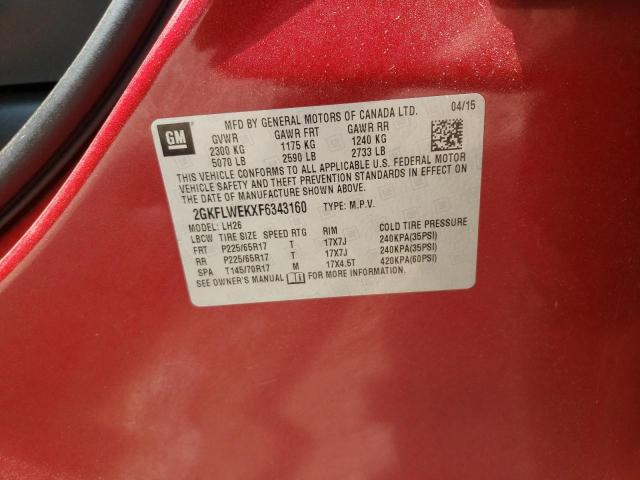 GM
MFD BY GENERAL MOTORS OF CANADA LTD. 04/15
GVWR GAWR FRT GAWR RR
2300 KG 1175 KG 1240 KG
5070 LB 2590 LB 2733 LB
THIS VEHICLE CONFORMS TO ALL APPLICABLE U.S. FEDERAL MOTOR
VEHICLE SAFETY AND THEFT PREVENTION STANDARDS IN EFFECT ON
THE DATE OF MANUFACTURE SHOWN ABOVE.
2GKFLWEKXF6343160 TYPE: M.P.V.
MODEL: LH26
LBCW TIRE SIZE SPEED RTG RIM COLD TIRE PRESSURE
FRT P225/65R17 T 17X7J 240KPA(35PSI)
RR P225/65R17 T 17X7J 240KPA(35PSI)
SPA T145/70R17 M 17X4.5T 420KPA(60PSI)
SEE OWNER'S MANUAL FOR MORE INFORMATION.